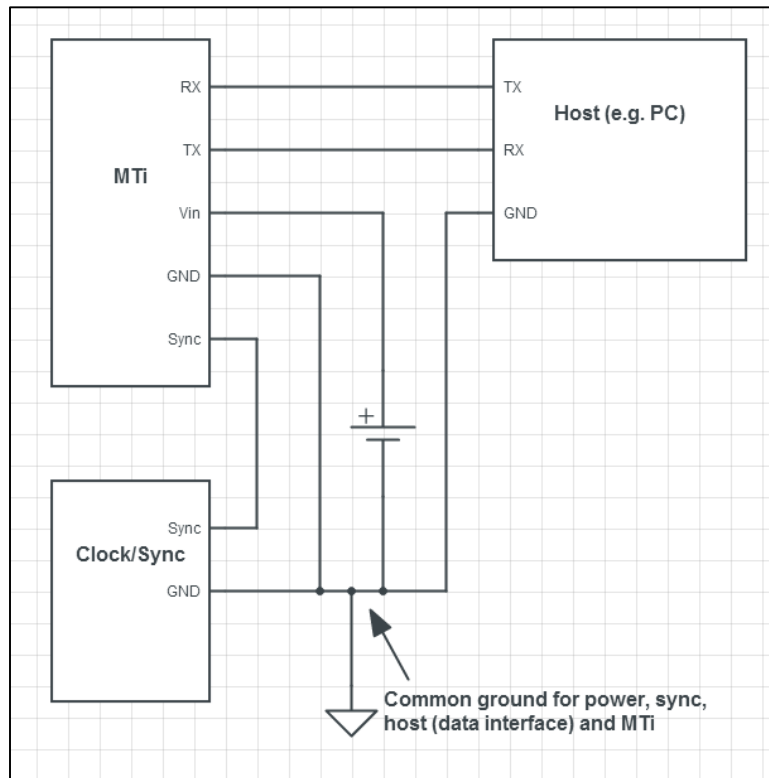 RX
TX
MTi
Vin
GND
Sync
TX
Host (e.g. PC)
RX
GND
+
Sync
Clock/Sync
GND
Common ground for power, sync,
host (data interface) and MTi